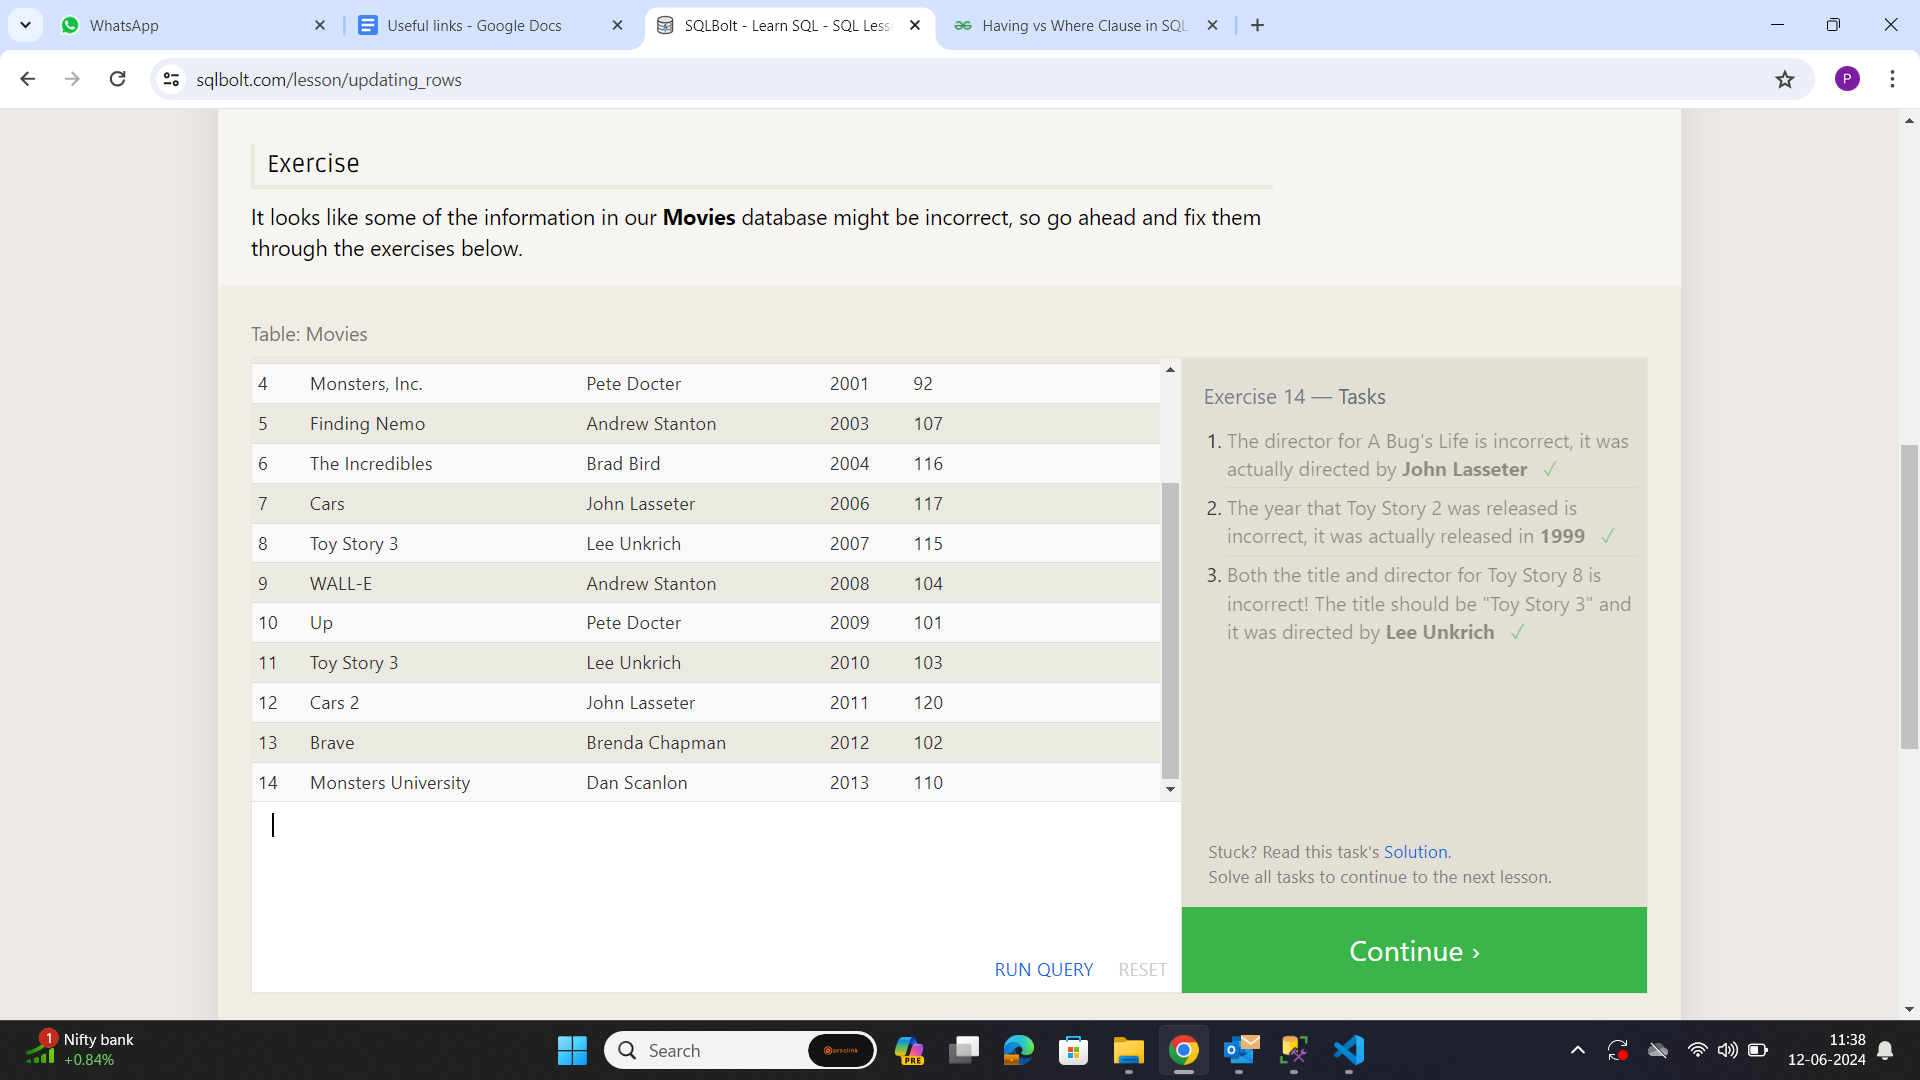 WhatsApp
Useful links - Google Docs
SQLBolt - Learn SQL - SQL Less
Having vs Where Clause in SQL
sqlbolt.com/lesson/updating_rows
P
Exercise
It looks like some of the information in our Movies database might be incorrect, so go ahead and fix them
through the exercises below.
Table: Movies
4 Monsters, Inc. Pete Docter 2001 92
5 Finding Nemo Andrew Stanton 2003 107
6 The Incredibles Brad Bird 2004 116
7 Cars John Lasseter 2006 117
8 Toy Story 3 Lee Unkrich 2007 115
9 WALL-E Andrew Stanton 2008 104
10 Up Pete Docter 2009 101
11 Toy Story 3 Lee Unkrich 2010 103
12 Cars 2 John Lasseter 2011 120
13 Brave Brenda Chapman 2012 102
14 Monsters University Dan Scanlon 2013 110
RUN QUERY RESET
Exercise 14 — Tasks
1. The director for A Bug's Life is incorrect, it was
actually directed by John Lasseter ✓
2. The year that Toy Story 2 was released is
incorrect, it was actually released in 1999 ✓
3. Both the title and director for Toy Story 8 is
incorrect! The title should be "Toy Story 3" and
it was directed by Lee Unkrich ✓
Stuck? Read this task's Solution.
Solve all tasks to continue to the next lesson.
Continue ›
1
Nifty bank
+0.84%
Search
prolink
PRE
11:38
12-06-2024